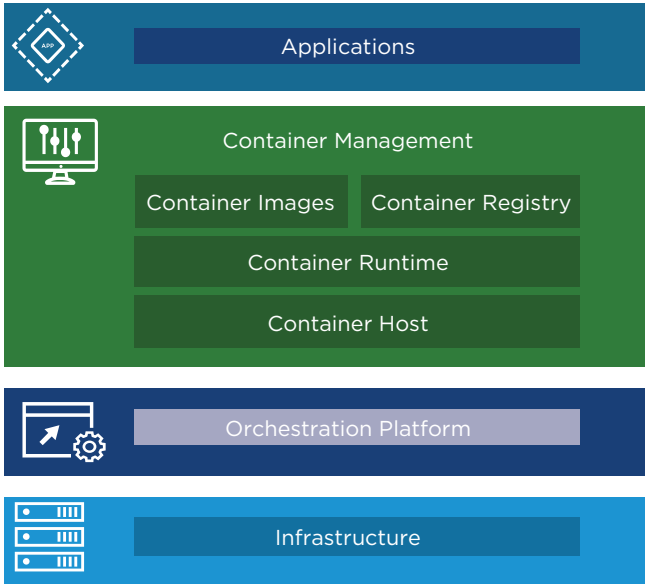 APP
Applications
Container Management
Container Images
Container Registry
Container Runtime
Container Host
Orchestration Platform
Infrastructure